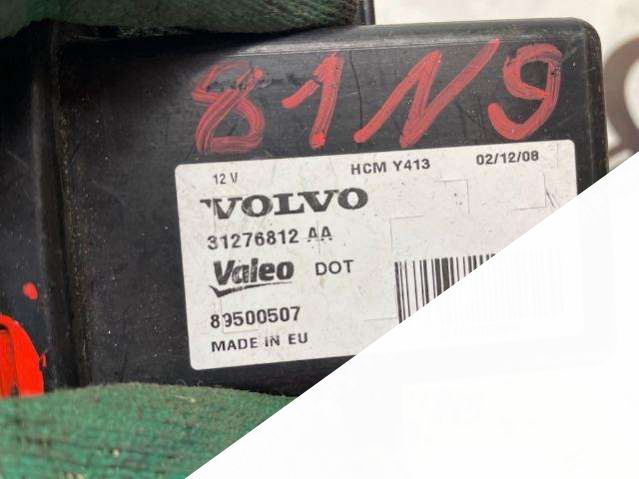 81N9
12 V HCM Y413 02/12/08
VOLVO
31276812 AA
Valeo DOT
89500507
MADE IN EU